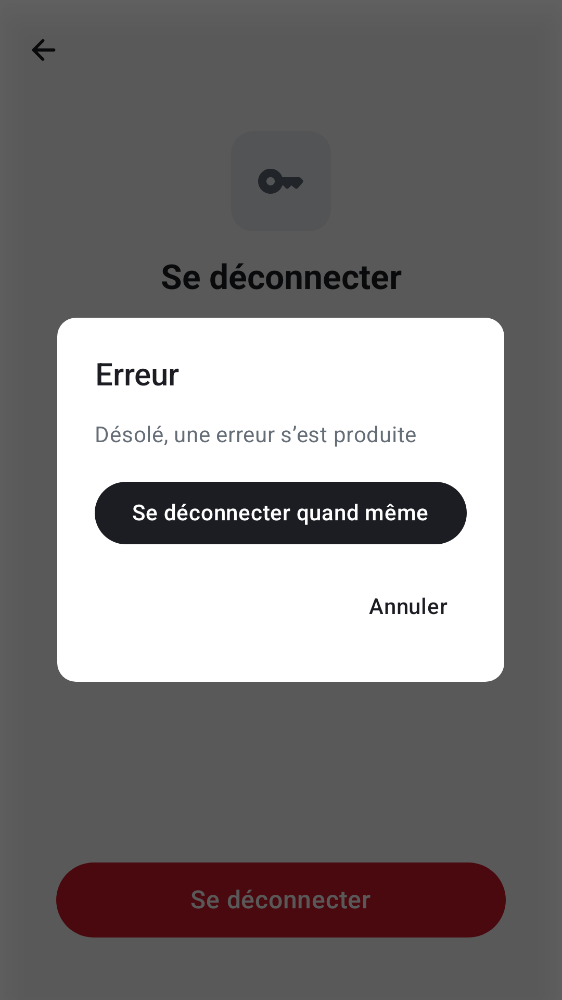 Se déconnecter
Erreur
Désolé, une erreur s’est produite
Se déconnecter quand même
Annuler
Se déconnecter